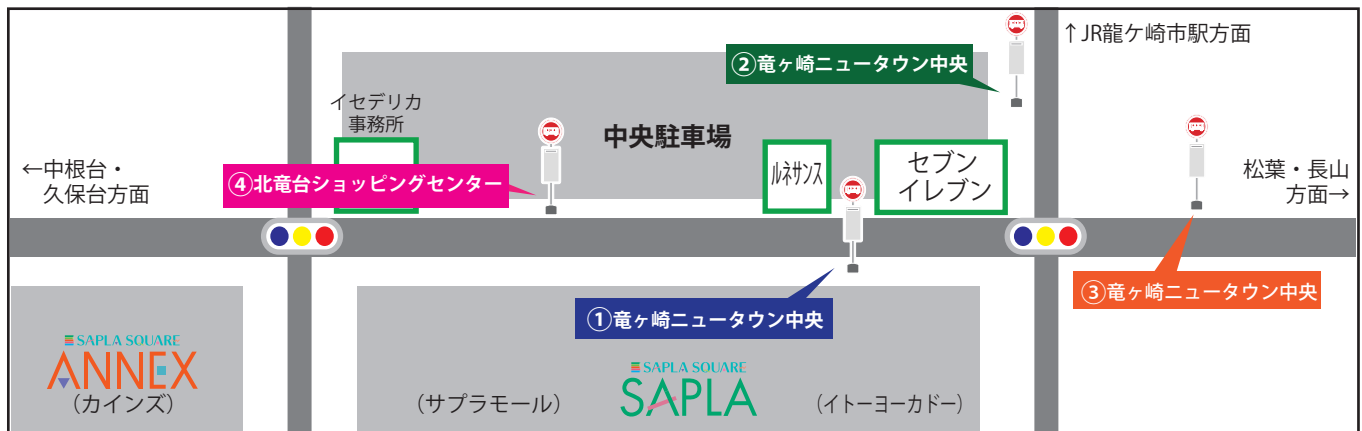 ↑JR龍ケ崎市駅方面
②竜ヶ崎ニュータウン中央
イセデリカ
事務所
中央駐車場
←中根台・
久保台方面
④北竜台ショッピングセンター
ルネサンス
セブン
イレブン
松葉・長山
方面→
③竜ヶ崎ニュータウン中央
①竜ヶ崎ニュータウン中央
SAPLA SQUARE
ANNEX
(カインズ)
(サプラモール)
SAPLA SQUARE
SAPLA
(イトーヨーカドー)